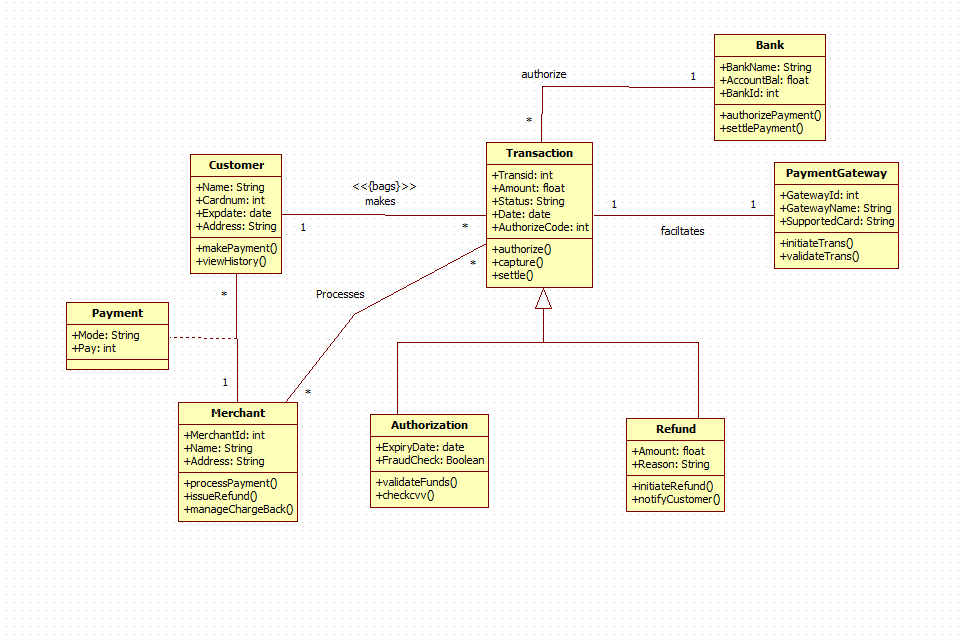 Bank
+BankName: String
+AccountBal: float
+BankId: int
+authorizePayment()
+settlePayment()
authorize
1
*
Transaction
+Transid: int
+Amount: float
+Status: String
+Date: date
+AuthorizeCode: int
+authorize()
+capture()
+settle()
Customer
+Name: String
+Cardnum: int
+Expdate: date
+Address: String
+makePayment()
+viewHistory()
<<{bags}>>
makes
1
*
PaymentGateway
+GatewayId: int
+GatewayName: String
+SupportedCard: String
+initiateTrans()
+validateTrans()
1
1
faciltates
*
Processes
*
*
1
Payment
+Mode: String
+Pay: int
Merchant
+MerchantId: int
+Name: String
+Address: String
+processPayment()
+issueRefund()
+manageChargeBack()
Authorization
+ExpiryDate: date
+FraudCheck: Boolean
+validateFunds()
+checkcvv()
Refund
+Amount: float
+Reason: String
+initiateRefund()
+notifyCustomer()